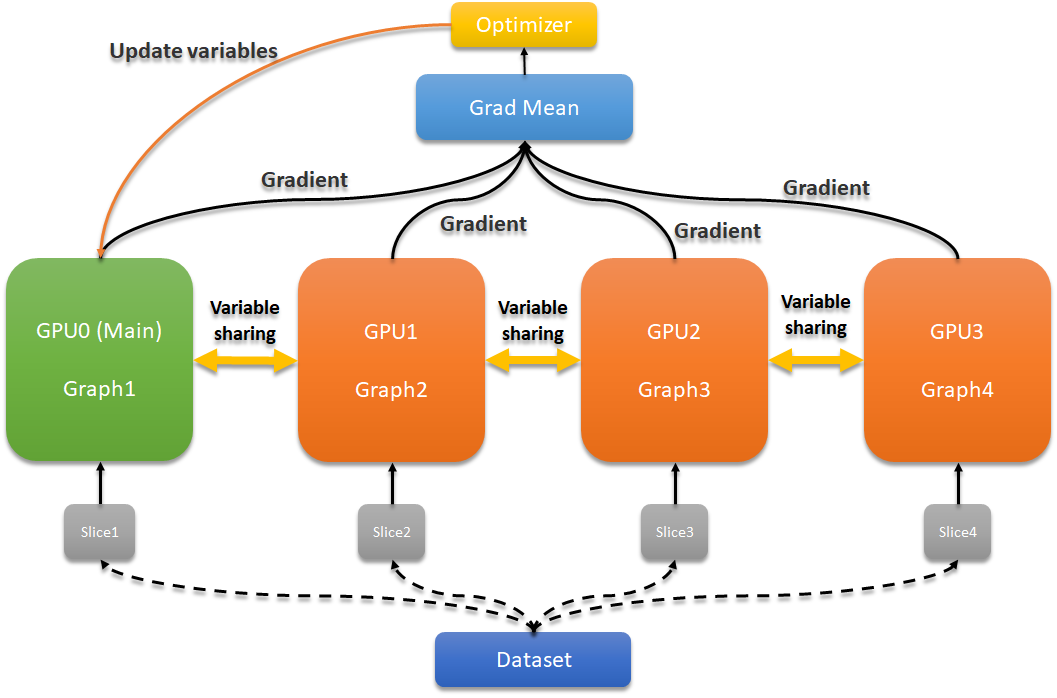 Optimizer
Update variables
Grad Mean
Gradient
Gradient
Gradient
Gradient
GPU0 (Main)
Graph1
Variable
sharing
GPU1
Graph2
Variable
sharing
GPU2
Graph3
Variable
sharing
GPU3
Graph4
Slice1
Slice2
Slice3
Slice4
Dataset